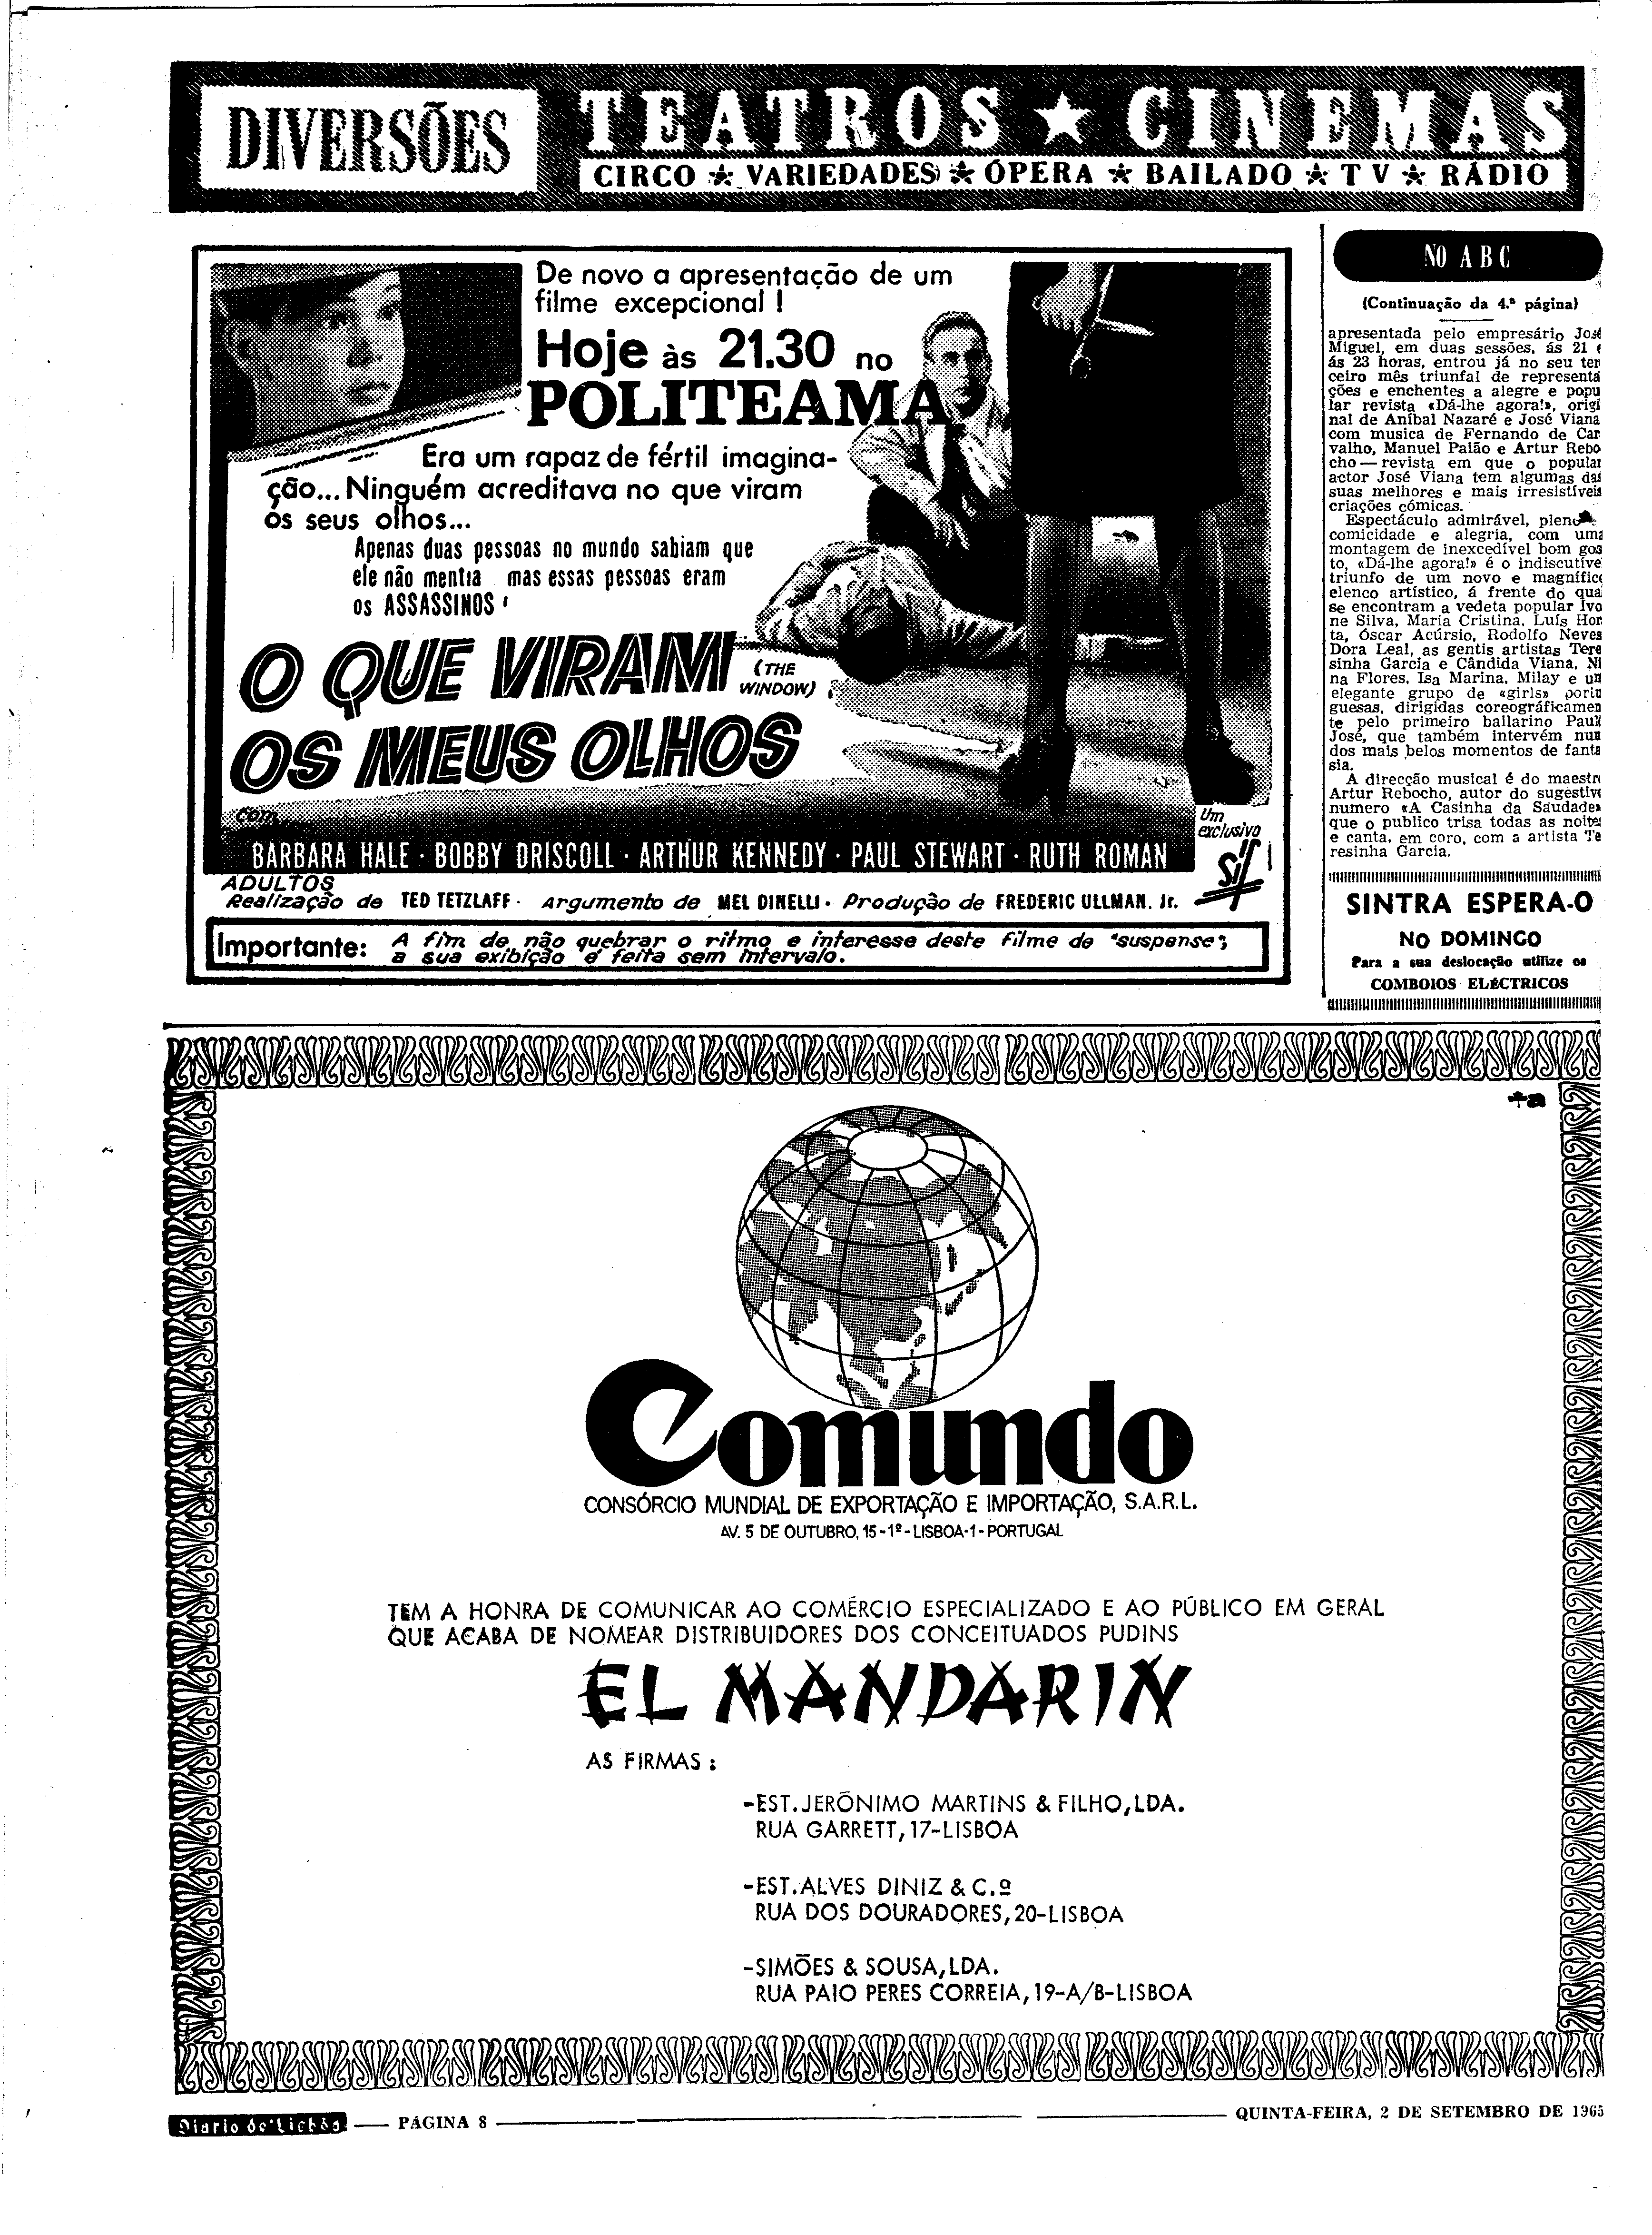 DIVERSÕES
TEATROS ★ CINEMAS
CIRCO ★ VARIEDADES ★ ÓPERA ★ BAILADO ★ TV ★ RÁDIO
De novo a apresentação de um
filme excepcional !
Hoje às 21.30 no
POLITEAMA
Era um rapaz de fértil imagina-
ção... Ninguém acreditava no que viram
os seus olhos...
Apenas duas pessoas no mundo sabiam que
ele não mentia mas essas pessoas eram
os ASSASSINOS !
O QUE VIRAM
(THE
WINDOW)
OS MEUS OLHOS
com
BARBARA HALE · BOBBY DRISCOLL · ARTHUR KENNEDY · PAUL STEWART · RUTH ROMAN
Um
exclusivo
Sif
ADULTOS
Realização de TED TETZLAFF · Argumento de MEL DINELLI · Produção de FREDERIC ULLMAN. Jr.
Importante: A fim de não quebrar o ritmo e interesse deste filme de "suspense",
a sua exibição é feita sem intervalo.
NO ABC
(Continuação da 4.ª página)
apresentada pelo empresário José
Miguel, em duas sessões, ás 21 e
ás 23 horas, entrou já no seu ter
ceiro mês triunfal de representa
ções e enchentes a alegre e popu
lar revista «Dá-lhe agora!», origi
nal de Aníbal Nazaré e José Viana
com musica de Fernando de Car
valho, Manuel Paião e Artur Rebo
cho — revista em que o popular
actor José Viana tem algumas das
suas melhores e mais irresistíveis
criações cómicas.
Espectáculo admirável, pleno
comicidade e alegria, com uma
montagem de inexcedível bom gos
to, «Dá-lhe agora!» é o indiscutíve
triunfo de um novo e magnífico
elenco artístico, á frente do qual
se encontram a vedeta popular Ivo
ne Silva, Maria Cristina, Luís Hor
ta, Óscar Acúrsio, Rodolfo Neves
Dora Leal, as gentis artistas Tere
sinha Garcia e Cândida Viana, Ni
na Flores, Isa Marina, Milay e um
elegante grupo de «girls» portu
guesas, dirigidas coreográficamen
te pelo primeiro bailarino Paul
José, que também intervém num
dos mais belos momentos de fanta
sia.
A direcção musical é do maestro
Artur Rebocho, autor do sugestivo
numero «A Casinha da Saudade»
que o publico trisa todas as noites
e canta, em coro, com a artista Te
resinha Garcia.
SINTRA ESPERA-O
NO DOMINGO
Para a sua deslocação utilize os
COMBOIOS ELÉCTRICOS
Comundo
CONSÓRCIO MUNDIAL DE EXPORTAÇÃO E IMPORTAÇÃO, S.A.R.L.
AV. 5 DE OUTUBRO, 15-1º - LISBOA-1 - PORTUGAL
TEM A HONRA DE COMUNICAR AO COMÉRCIO ESPECIALIZADO E AO PÚBLICO EM GERAL
QUE ACABA DE NOMEAR DISTRIBUIDORES DOS CONCEITUADOS PUDINS
EL MANDARIN
AS FIRMAS :
-EST. JERÓNIMO MARTINS & FILHO, LDA.
RUA GARRETT, 17-LISBOA
-EST. ALVES DINIZ & C.ª
RUA DOS DOURADORES, 20-LISBOA
-SIMÕES & SOUSA, LDA.
RUA PAIO PERES CORREIA, 19-A/B-LISBOA
Diario de Lisbôa — PÁGINA 8
QUINTA-FEIRA, 2 DE SETEMBRO DE 1965